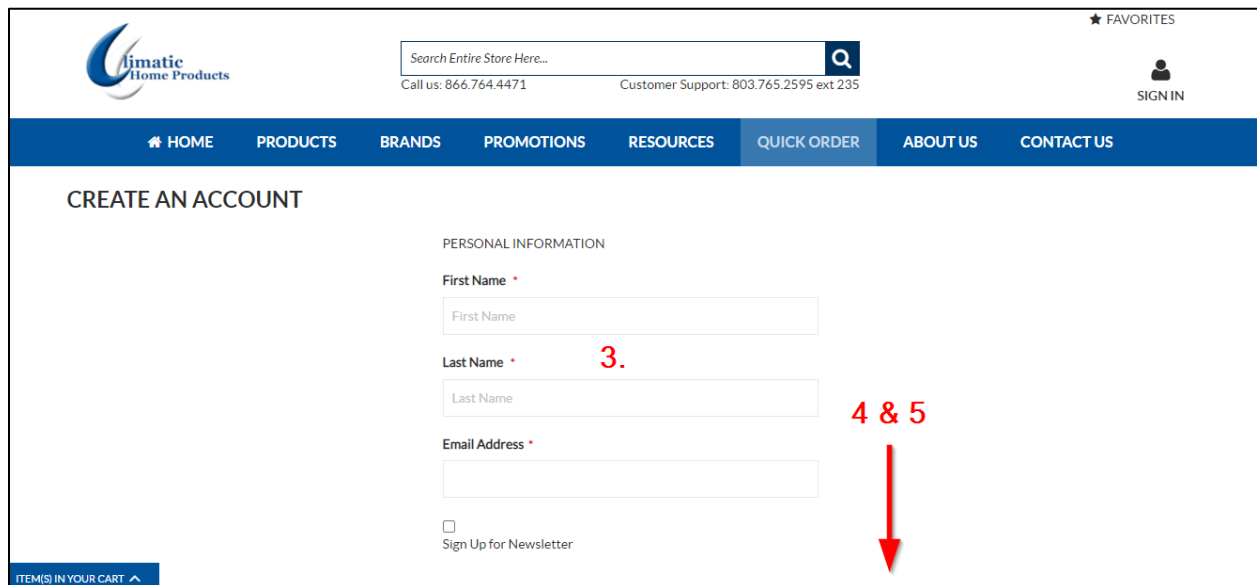 FAVORITES
Climatic
Home Products
Search Entire Store Here...
Call us: 866.764.4471 Customer Support: 803.765.2595 ext 235
SIGN IN
HOME PRODUCTS BRANDS PROMOTIONS RESOURCES QUICK ORDER ABOUT US CONTACT US
CREATE AN ACCOUNT
PERSONAL INFORMATION
First Name *
First Name
3.
Last Name *
Last Name
4 & 5
Email Address *
Sign Up for Newsletter
ITEM(S) IN YOUR CART